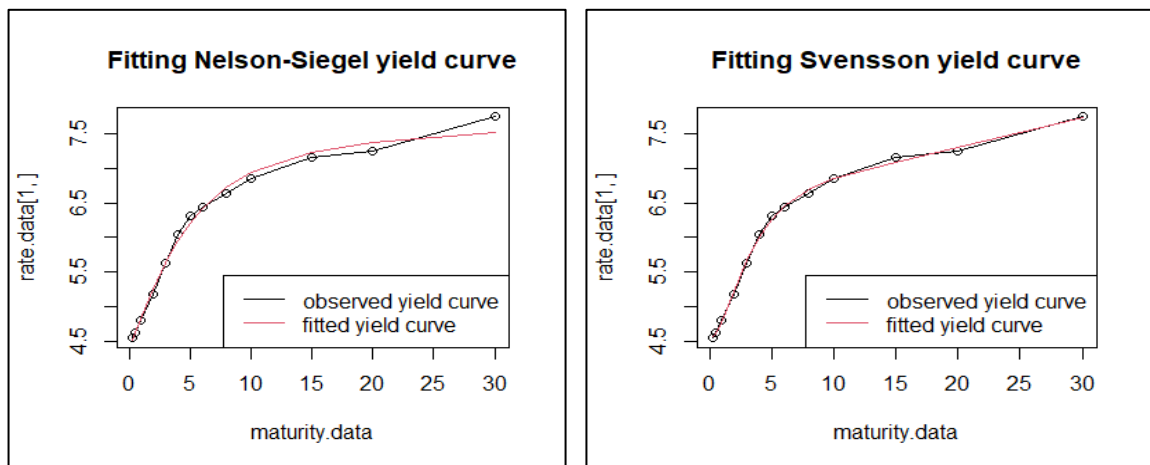 Fitting Nelson-Siegel yield curve
rate.data[1, ]
7.5
6.5
5.5
4.5
observed yield curve
fitted yield curve
0 5 10 15 20 25 30
maturity.data
Fitting Svensson yield curve
rate.data[1, ]
7.5
6.5
5.5
4.5
observed yield curve
fitted yield curve
0 5 10 15 20 25 30
maturity.data